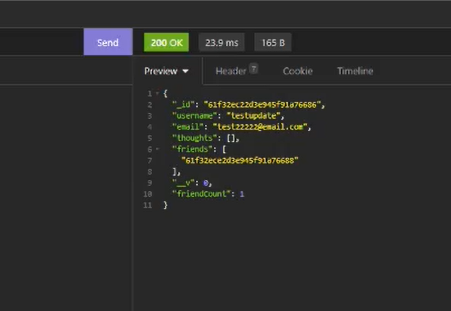 Send 200 OK 23.9 ms 165 B
Preview Header 7 Cookie Timeline
1 {
2 "_id": "61f32ec22d3e945f91a76686",
3 "username": "testupdate",
4 "email": "test22222@email.com",
5 "thoughts": [],
6 "friends": [
7 "61f32ece2d3e945f91a76688"
8 ],
9 "__v": 0,
10 "friendCount": 1
11 }